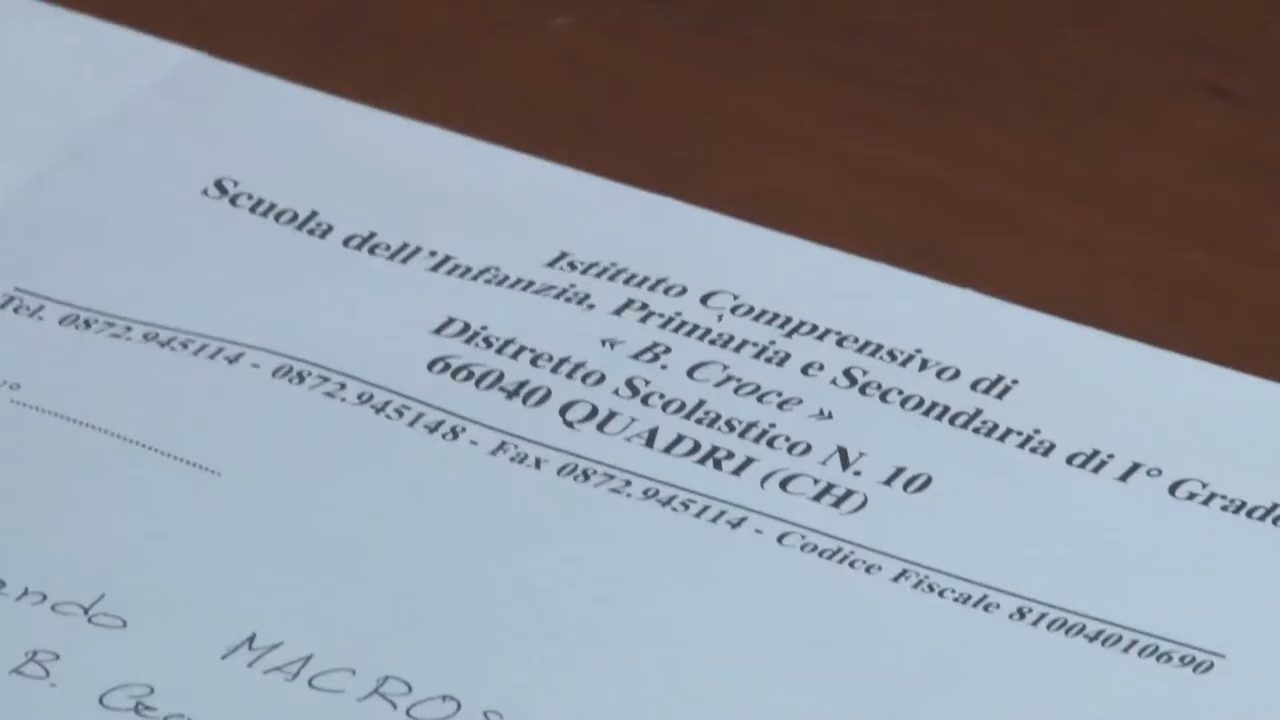 Istituto Comprensivo di
Scuola dell'Infanzia, Primaria e Secondaria di I° Grado
« B. Croce »
Distretto Scolastico N. 10
66040 QUADRI (CH)
Tel. 0872.945114 - 0872.945148 - Fax 0872.945114 - Codice Fiscale 81004010690
ando MACROS
B.